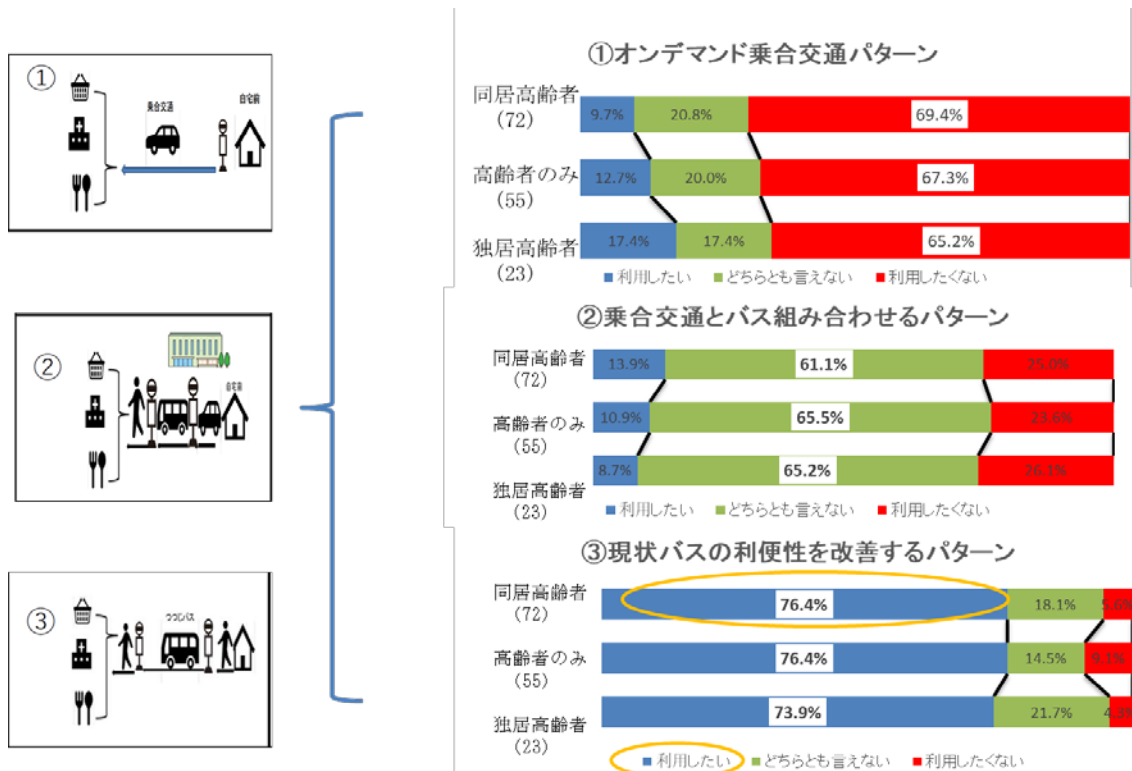 ①
乗合交通
自宅前
②
自宅前
③
つつじバス
①オンデマンド乗合交通パターン
同居高齢者
(72)
9.7%
20.8%
69.4%
高齢者のみ
(55)
12.7%
20.0%
67.3%
独居高齢者
(23)
17.4%
17.4%
65.2%
利用したい
どちらとも言えない
利用したくない
②乗合交通とバス組み合わせるパターン
同居高齢者
(72)
13.9%
61.1%
25.0%
高齢者のみ
(55)
10.9%
65.5%
23.6%
独居高齢者
(23)
8.7%
65.2%
26.1%
利用したい
どちらとも言えない
利用したくない
③現状バスの利便性を改善するパターン
同居高齢者
(72)
76.4%
18.1%
5.6%
高齢者のみ
(55)
76.4%
14.5%
9.1%
独居高齢者
(23)
73.9%
21.7%
4.3%
利用したい
どちらとも言えない
利用したくない